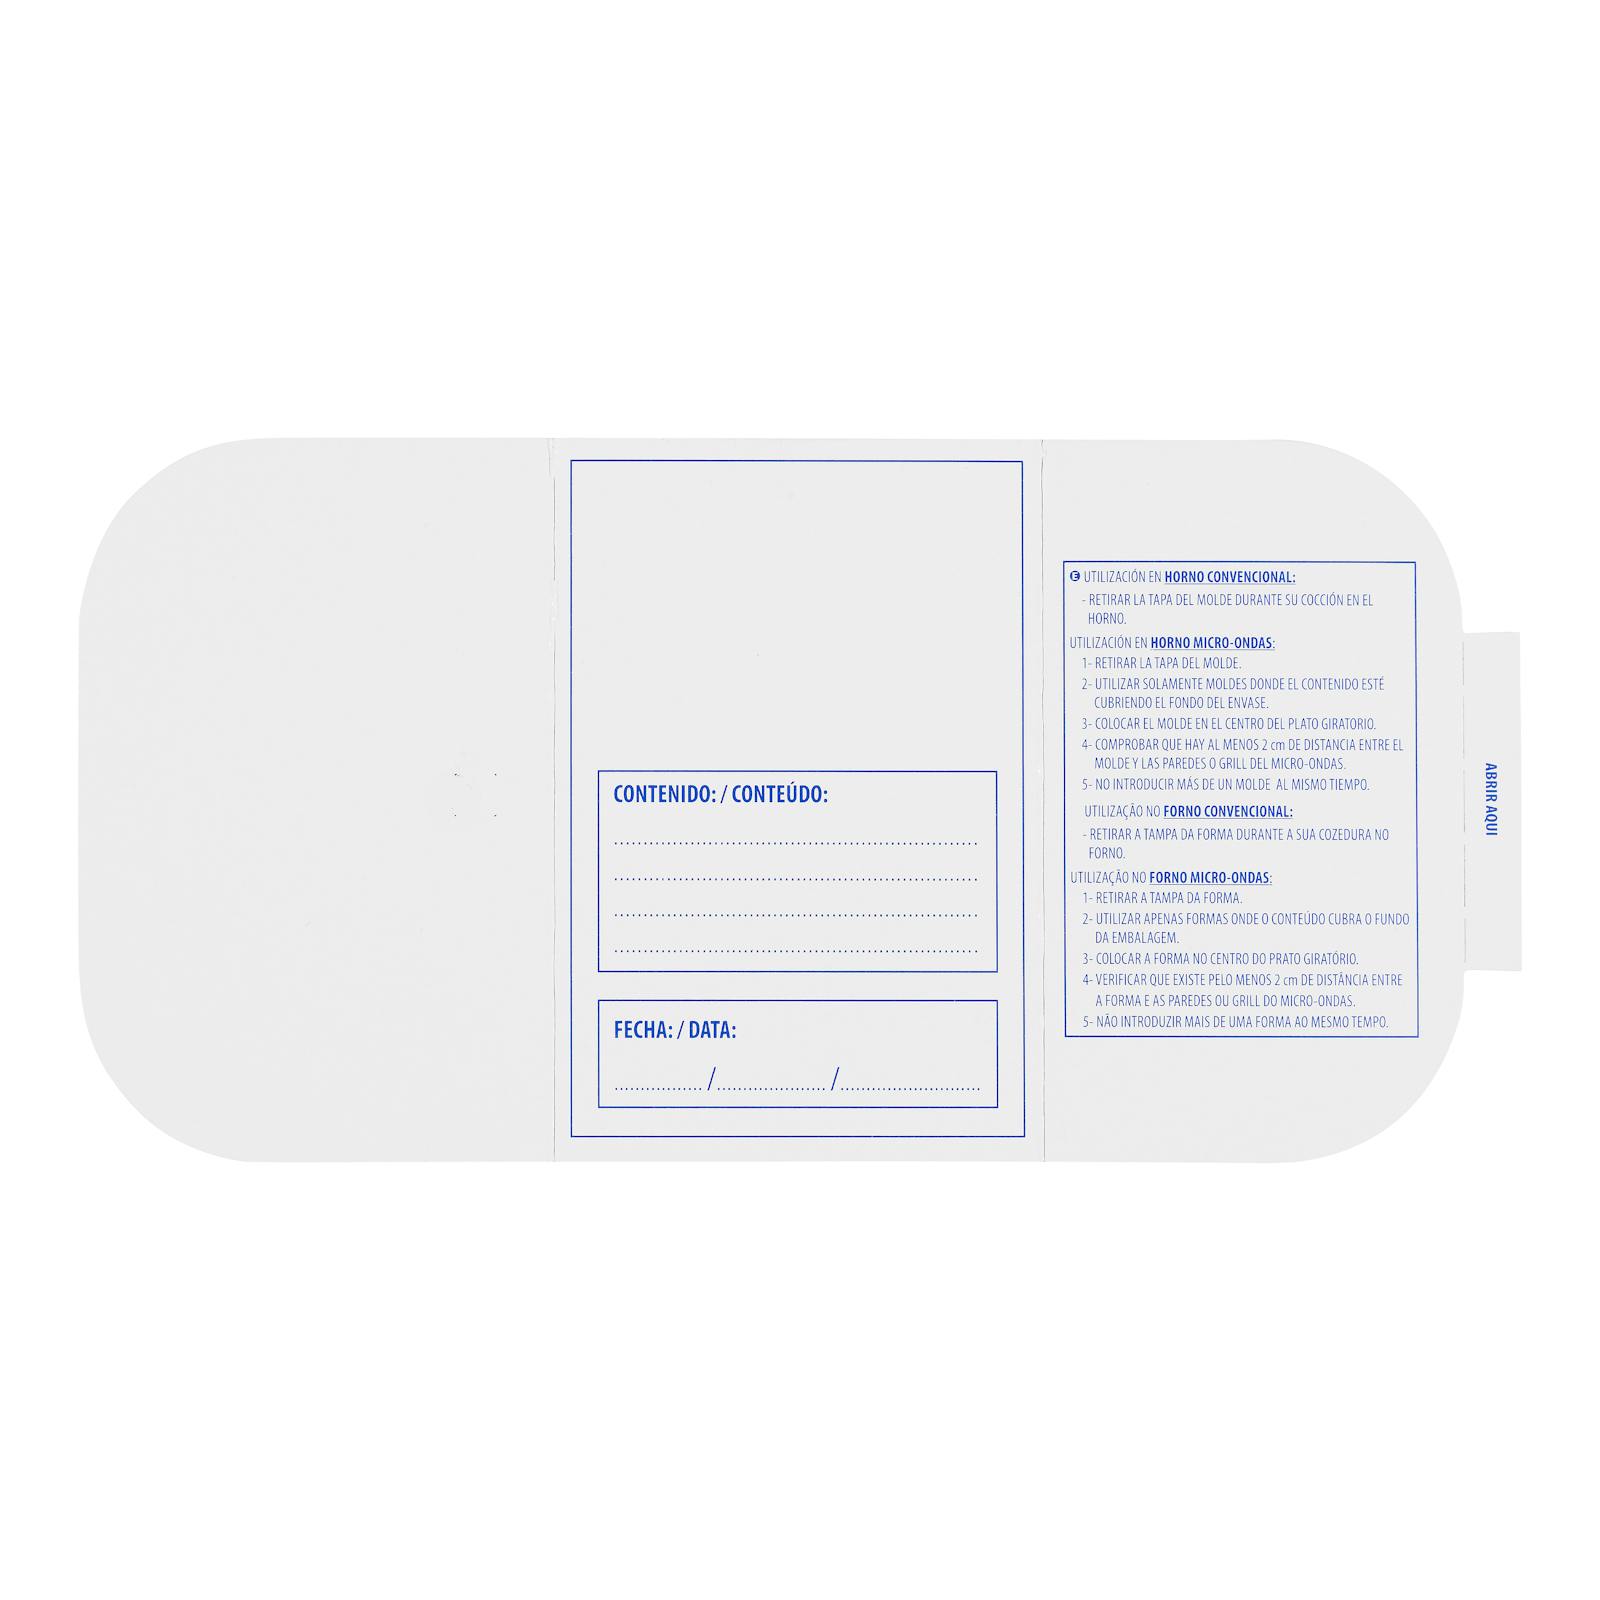 CONTENIDO: / CONTEÚDO:
FECHA: / DATA:
/ /
E UTILIZACIÓN EN HORNO CONVENCIONAL:
- RETIRAR LA TAPA DEL MOLDE DURANTE SU COCCIÓN EN EL
HORNO.
UTILIZACIÓN EN HORNO MICRO-ONDAS:
1- RETIRAR LA TAPA DEL MOLDE.
2- UTILIZAR SOLAMENTE MOLDES DONDE EL CONTENIDO ESTÉ
CUBRIENDO EL FONDO DEL ENVASE.
3- COLOCAR EL MOLDE EN EL CENTRO DEL PLATO GIRATORIO.
4- COMPROBAR QUE HAY AL MENOS 2 cm DE DISTANCIA ENTRE EL
MOLDE Y LAS PAREDES O GRILL DEL MICRO-ONDAS.
5- NO INTRODUCIR MÁS DE UN MOLDE AL MISMO TIEMPO.
UTILIZAÇÃO NO FORNO CONVENCIONAL:
- RETIRAR A TAMPA DA FORMA DURANTE A SUA COZEDURA NO
FORNO.
UTILIZAÇÃO NO FORNO MICRO-ONDAS:
1- RETIRAR A TAMPA DA FORMA.
2- UTILIZAR APENAS FORMAS ONDE O CONTEÚDO CUBRA O FUNDO
DA EMBALAGEM.
3- COLOCAR A FORMA NO CENTRO DO PRATO GIRATÓRIO.
4- VERIFICAR QUE EXISTE PELO MENOS 2 cm DE DISTÂNCIA ENTRE
A FORMA E AS PAREDES OU GRILL DO MICRO-ONDAS.
5- NÃO INTRODUZIR MAIS DE UMA FORMA AO MESMO TEMPO.
ABRIR AQUI